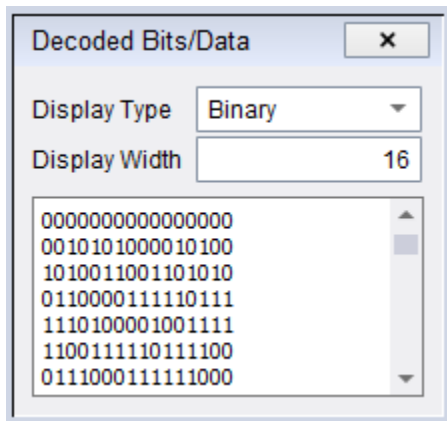 Decoded Bits/Data
Display Type Binary
Display Width 16
0000000000000000
0010101000010100
1010011001101010
0110000111110111
1110100001001111
1100111110111100
0111000111111000